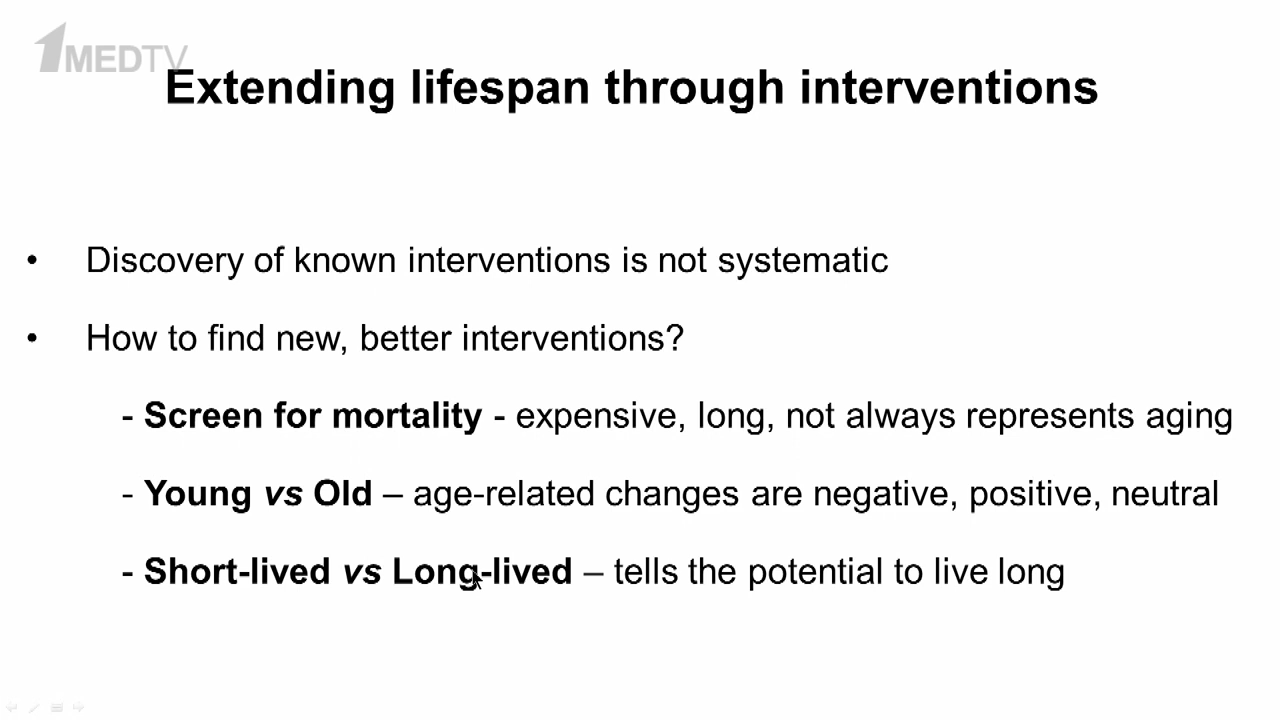 1MEDTV
Extending lifespan through interventions
• Discovery of known interventions is not systematic
• How to find new, better interventions?
- Screen for mortality - expensive, long, not always represents aging
- Young vs Old – age-related changes are negative, positive, neutral
- Short-lived vs Long-lived – tells the potential to live long